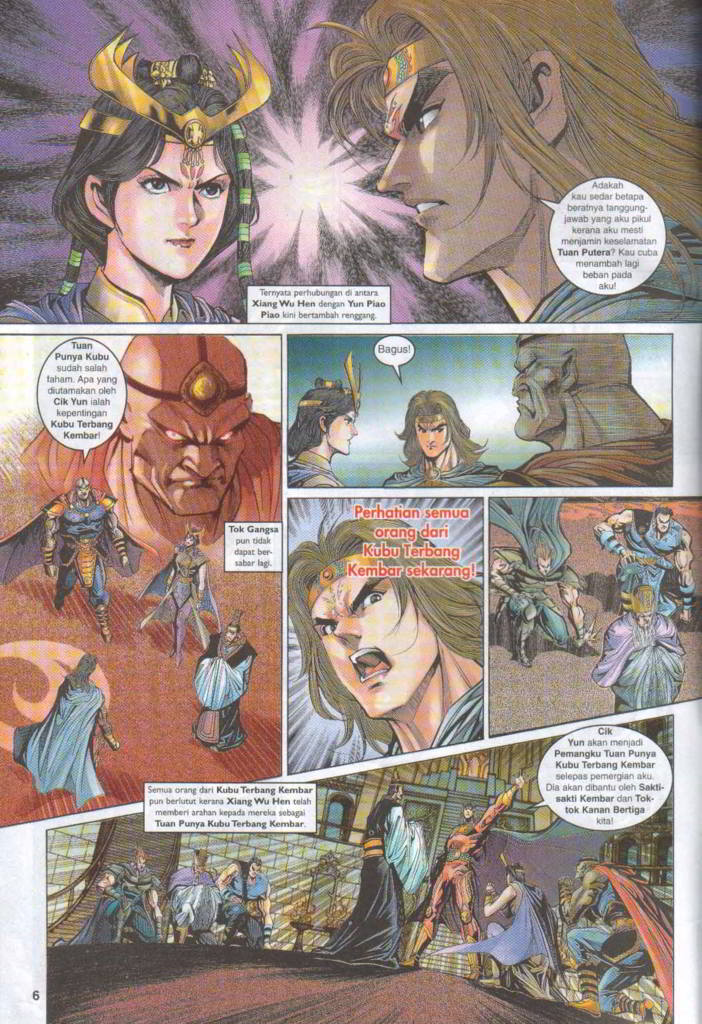 Adakah
kau sedar betapa
beratnya tanggung-
jawab yang aku pikul
kerana aku mesti
menjamin keselamatan
Tuan Putera? Kau cuba
menambah lagi
beban pada
aku!
Ternyata perhubungan di antara
Xiang Wu Hen dengan Yun Piao
Piao kini bertambah renggang.
Tuan
Punya Kubu
sudah salah
faham. Apa yang
diutamakan oleh
Cik Yun ialah
kepentingan
Kubu Terbang
Kembar!
Tok Gangsa
pun tidak
dapat ber-
sabar lagi.
Bagus!
Perhatian semua
orang dari
Kubu Terbang
Kembar sekarang!
Semua orang dari Kubu Terbang Kembar
pun berlutut kerana Xiang Wu Hen telah
memberi arahan kepada mereka sebagai
Tuan Punya Kubu Terbang Kembar.
Cik
Yun akan menjadi
Pemangku Tuan Punya
Kubu Terbang Kembar
selepas pemergian aku.
Dia akan dibantu oleh Sakti-
sakti Kembar dan Tok-
tok Kanan Bertiga
kita!
6